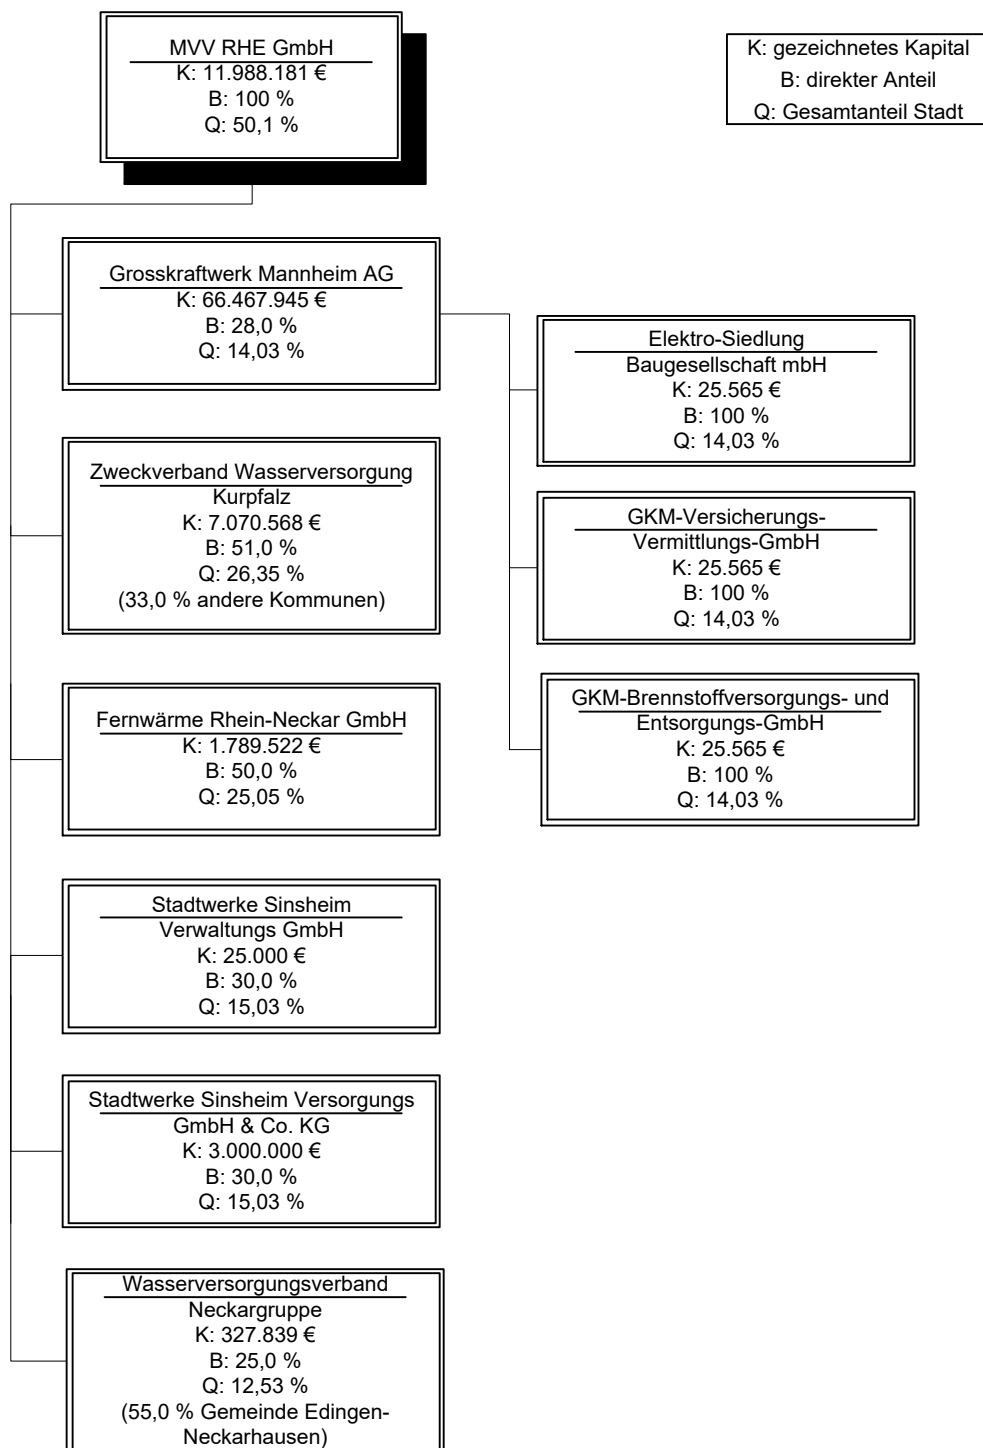 MVV RHE GmbH
K: 11.988.181 €
B: 100 %
Q: 50,1 %
K: gezeichnetes Kapital
B: direkter Anteil
Q: Gesamtanteil Stadt
Grosskraftwerk Mannheim AG
K: 66.467.945 €
B: 28,0 %
Q: 14,03 %
Zweckverband Wasserversorgung
Kurpfalz
K: 7.070.568 €
B: 51,0 %
Q: 26,35 %
(33,0 % andere Kommunen)
Fernwärme Rhein-Neckar GmbH
K: 1.789.522 €
B: 50,0 %
Q: 25,05 %
Stadtwerke Sinsheim
Verwaltungs GmbH
K: 25.000 €
B: 30,0 %
Q: 15,03 %
Stadtwerke Sinsheim Versorgungs
GmbH & Co. KG
K: 3.000.000 €
B: 30,0 %
Q: 15,03 %
Wasserversorgungsverband
Neckargruppe
K: 327.839 €
B: 25,0 %
Q: 12,53 %
(55,0 % Gemeinde Edingen-
Neckarhausen)
Elektro-Siedlung
Baugesellschaft mbH
K: 25.565 €
B: 100 %
Q: 14,03 %
GKM-Versicherungs-
Vermittlungs-GmbH
K: 25.565 €
B: 100 %
Q: 14,03 %
GKM-Brennstoffversorgungs- und
Entsorgungs-GmbH
K: 25.565 €
B: 100 %
Q: 14,03 %